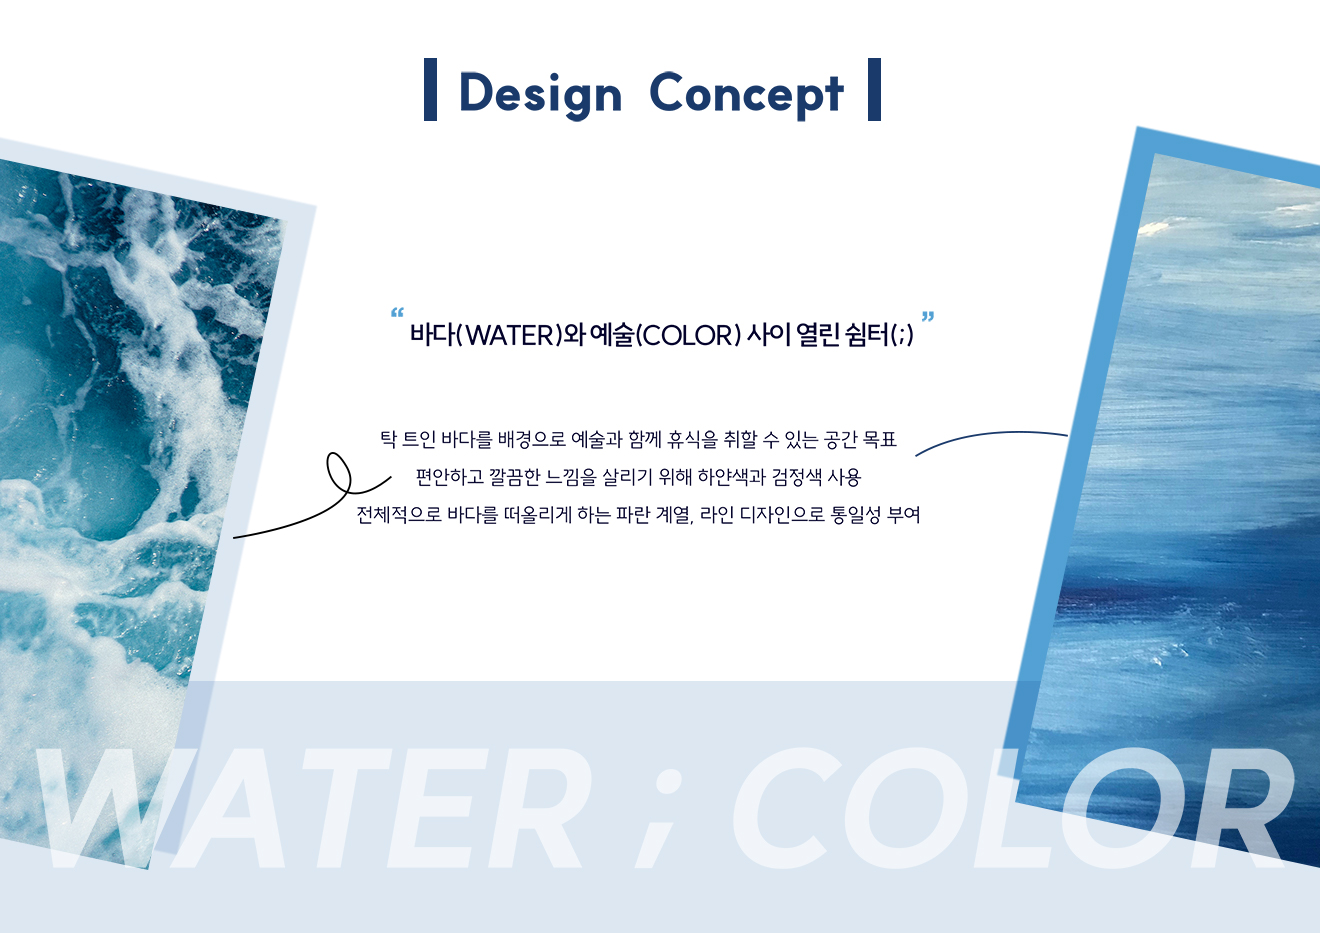 Design Concept
“ 바다(WATER)와 예술(COLOR) 사이 열린 쉼터(;) ”
탁 트인 바다를 배경으로 예술과 함께 휴식을 취할 수 있는 공간 목표
편안하고 깔끔한 느낌을 살리기 위해 하얀색과 검정색 사용
전체적으로 바다를 떠올리게 하는 파란 계열, 라인 디자인으로 통일성 부여
WATER ; COLOR